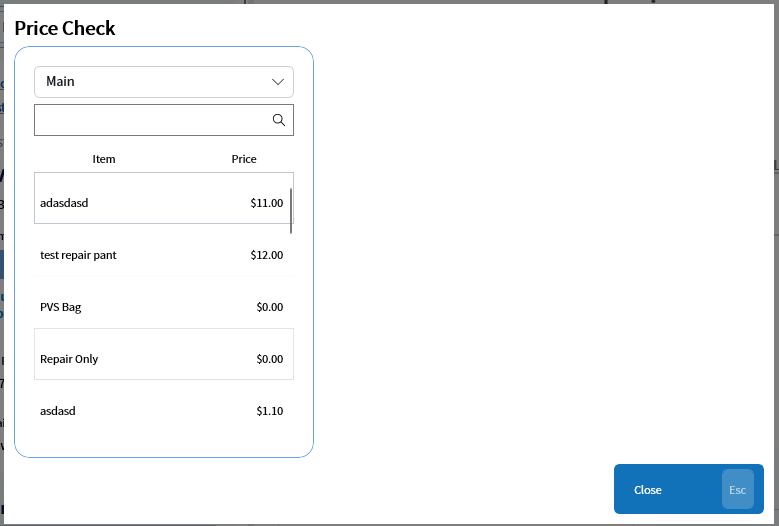 Price Check
Main
Item Price
adasdasd $11.00
test repair pant $12.00
PVS Bag $0.00
Repair Only $0.00
asdasd $1.10
Close Esc